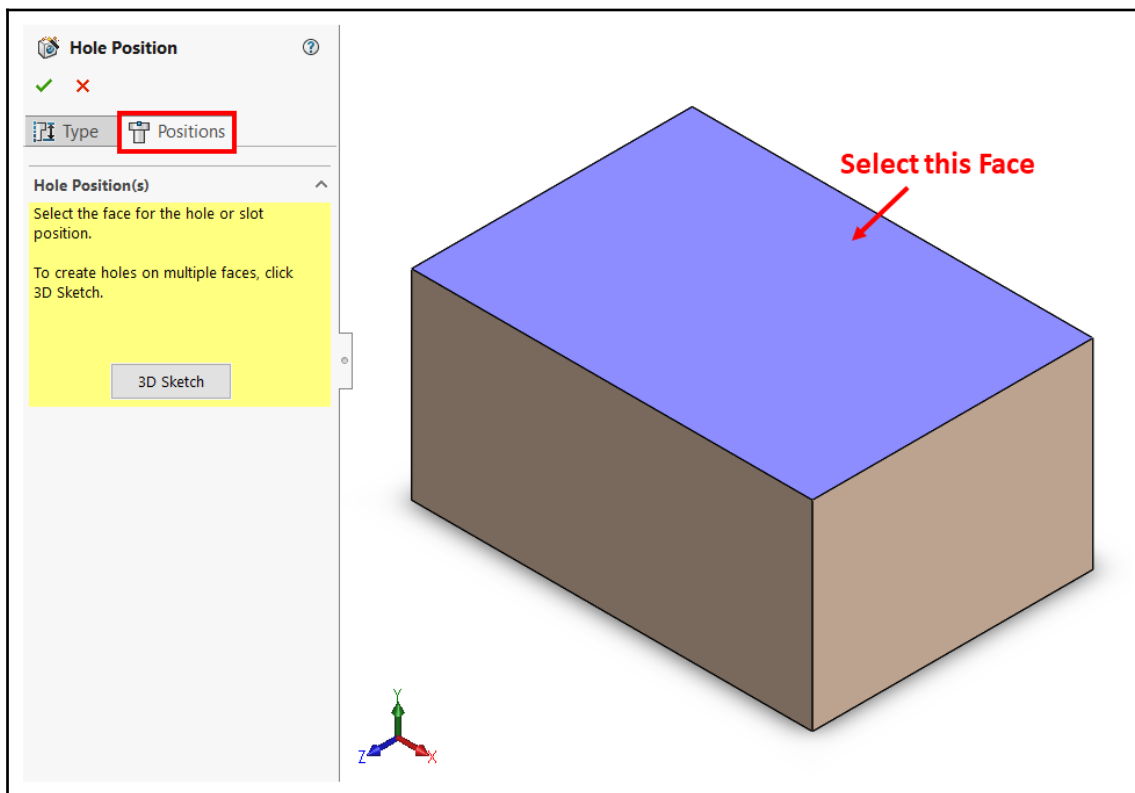 Hole Position
?
Type
Positions
Hole Position(s)
Select the face for the hole or slot
position.
To create holes on multiple faces, click
3D Sketch.
3D Sketch
Select this Face
Y
Z
X